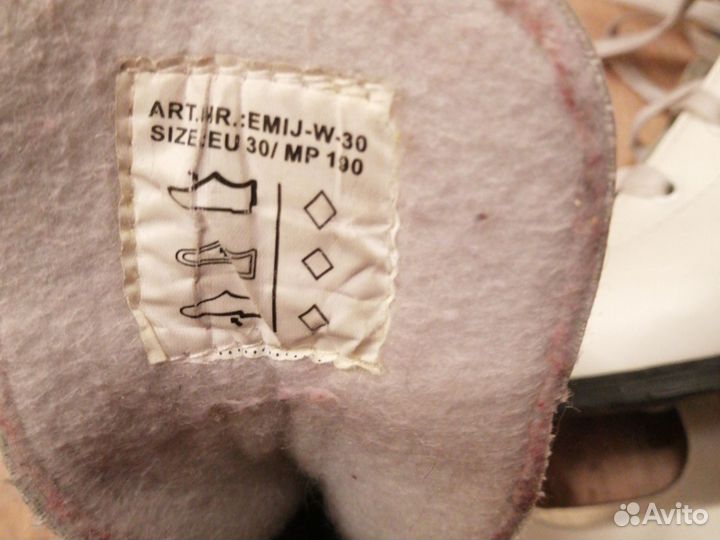 ART.NR.:EMIJ-W-30
SIZE:EU 30/ MP 190
Avito